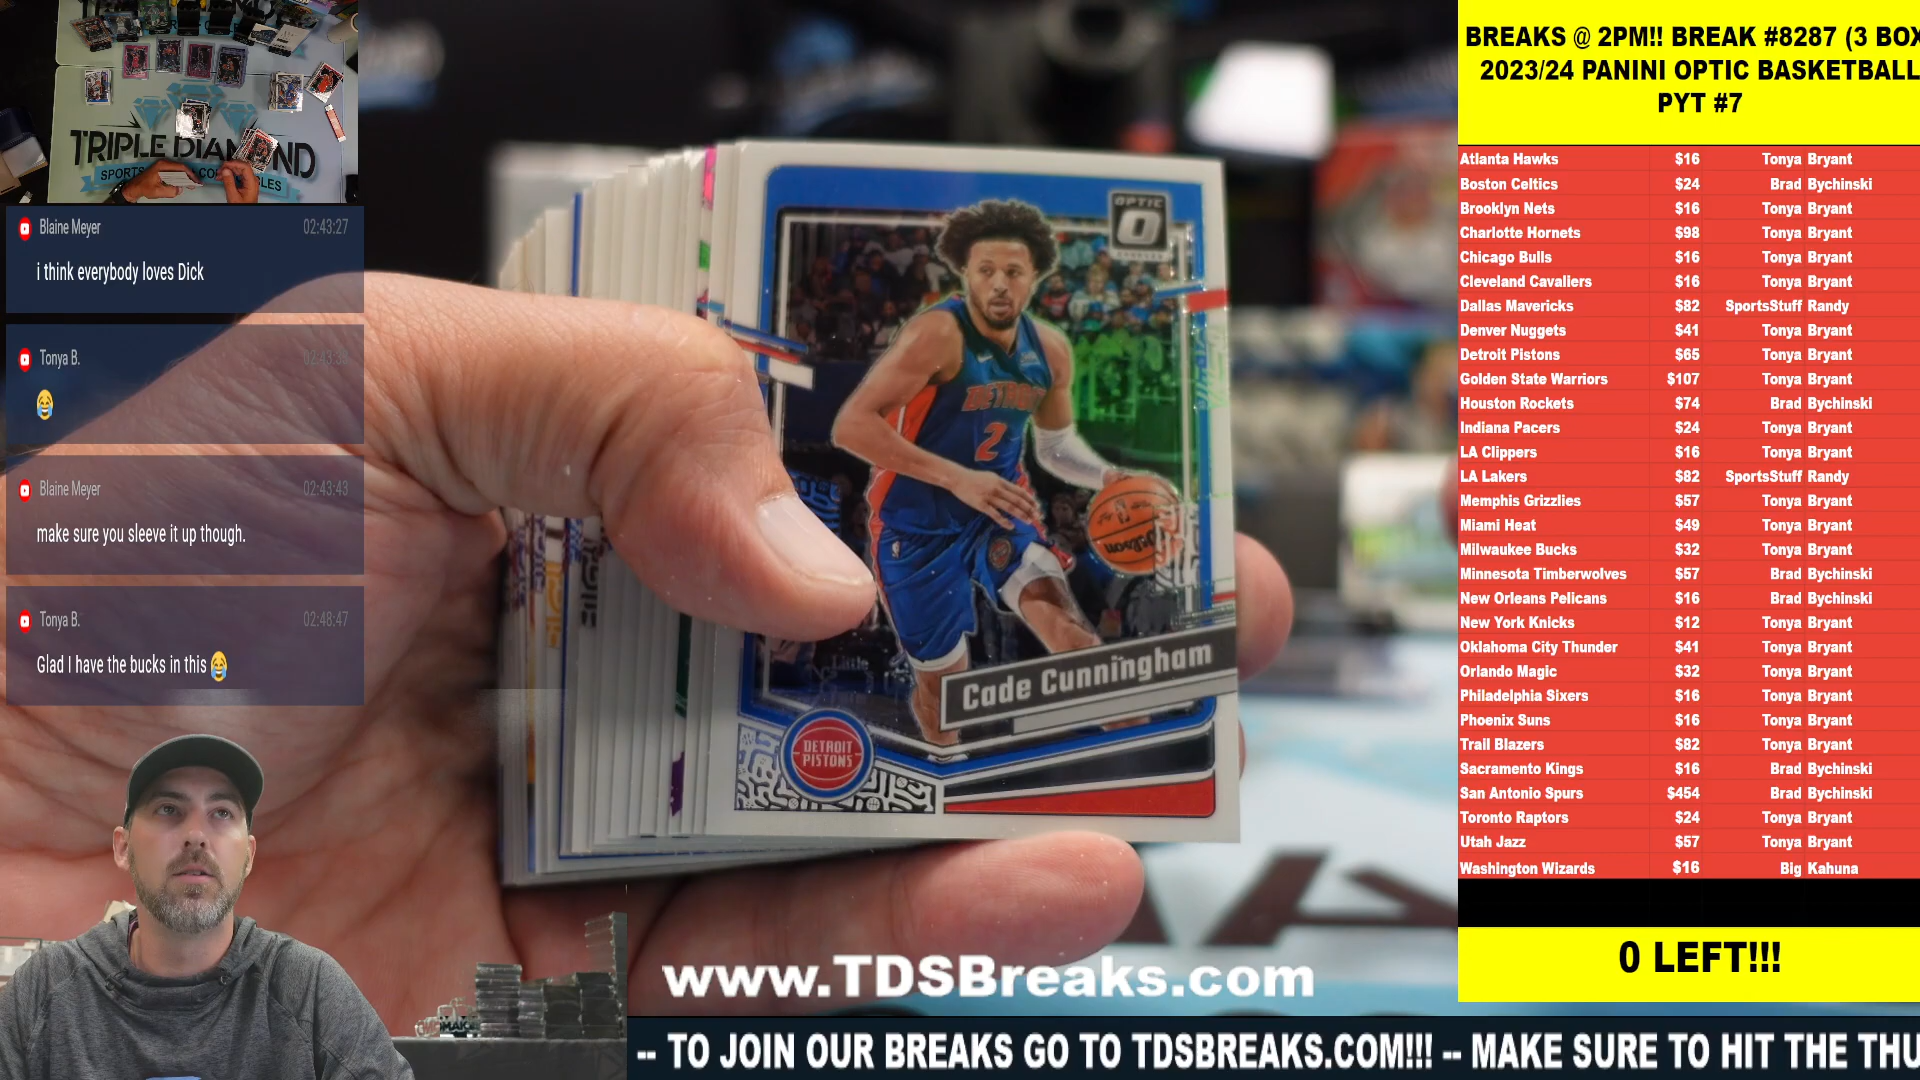 TRIPLE DIAMOND
Blaine Meyer 02:43:27
i think everybody loves Dick
Tonya B.
Blaine Meyer 02:43:43
make sure you sleeve it up though.
Tonya B. 02:48:47
Glad I have the bucks in this 😂
OPTIC
DETROIT
2
Wilson
Cade Cunningham
DETROIT
PISTONS
www.TDSBreaks.com
-- TO JOIN OUR BREAKS GO TO TDSBREAKS.COM!!! -- MAKE SURE TO HIT THE THU
BREAKS @ 2PM!! BREAK #8287 (3 BOX
2023/24 PANINI OPTIC BASKETBALL
PYT #7
Atlanta Hawks $16 Tonya Bryant
Boston Celtics $24 Brad Bychinski
Brooklyn Nets $16 Tonya Bryant
Charlotte Hornets $98 Tonya Bryant
Chicago Bulls $16 Tonya Bryant
Cleveland Cavaliers $16 Tonya Bryant
Dallas Mavericks $82 SportsStuff Randy
Denver Nuggets $41 Tonya Bryant
Detroit Pistons $65 Tonya Bryant
Golden State Warriors $107 Tonya Bryant
Houston Rockets $74 Brad Bychinski
Indiana Pacers $24 Tonya Bryant
LA Clippers $16 Tonya Bryant
LA Lakers $82 SportsStuff Randy
Memphis Grizzlies $57 Tonya Bryant
Miami Heat $49 Tonya Bryant
Milwaukee Bucks $32 Tonya Bryant
Minnesota Timberwolves $57 Brad Bychinski
New Orleans Pelicans $16 Brad Bychinski
New York Knicks $12 Tonya Bryant
Oklahoma City Thunder $41 Tonya Bryant
Orlando Magic $32 Tonya Bryant
Philadelphia Sixers $16 Tonya Bryant
Phoenix Suns $16 Tonya Bryant
Trail Blazers $82 Tonya Bryant
Sacramento Kings $16 Brad Bychinski
San Antonio Spurs $454 Brad Bychinski
Toronto Raptors $24 Tonya Bryant
Utah Jazz $57 Tonya Bryant
Washington Wizards $16 Big Kahuna
0 LEFT!!!